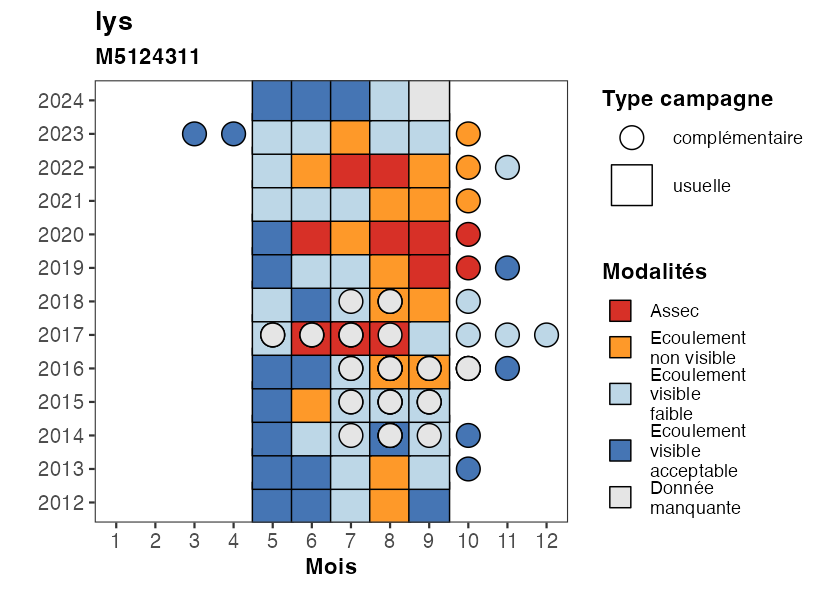 lys
M5124311
2024
2023
2022
2021
2020
2019
2018
2017
2016
2015
2014
2013
2012
1 2 3 4 5 6 7 8 9 10 11 12
Mois
Type campagne
complémentaire
usuelle
Modalités
Assec
Ecoulement
non visible
Ecoulement
visible
faible
Ecoulement
visible
acceptable
Donnée
manquante